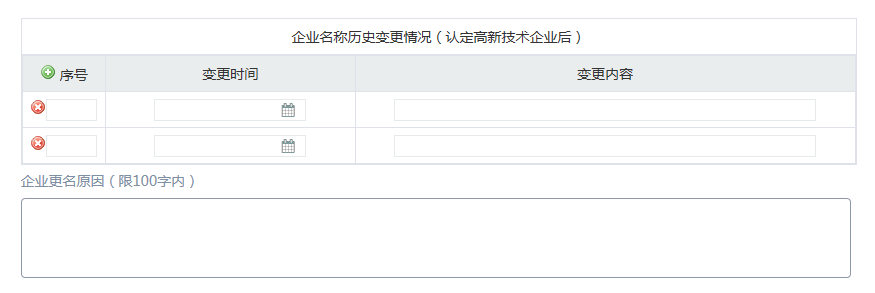 企业名称历史变更情况（认定高新技术企业后）
序号 变更时间 变更内容
企业更名原因（限100字内）